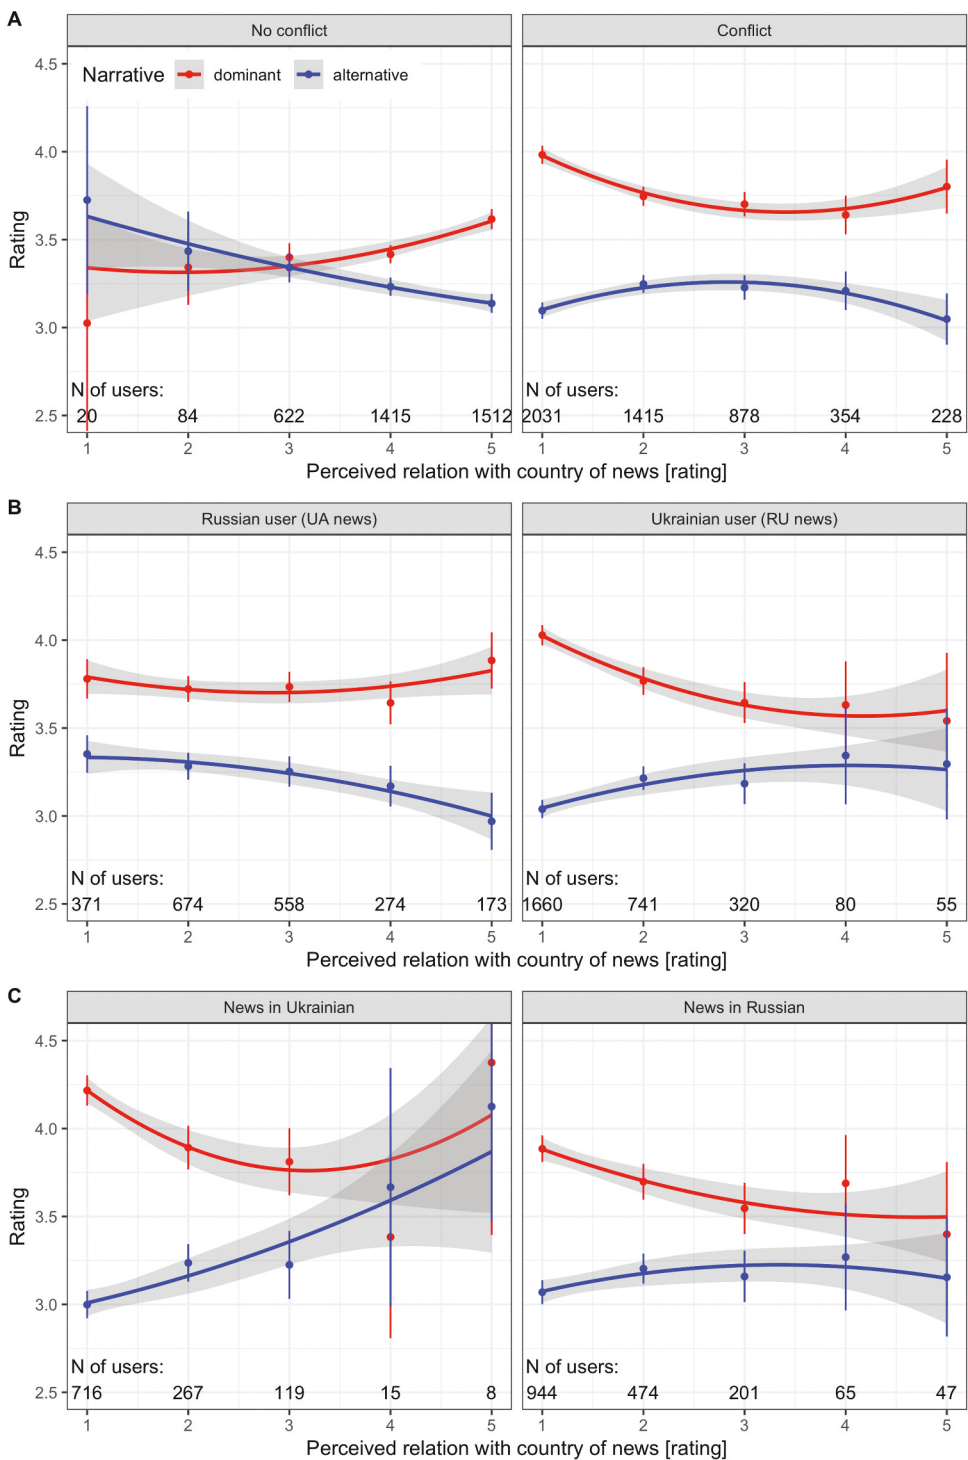 A
No conflict
Conflict
Narrative dominant alternative
4.5
4.0
3.5
3.0
2.5
Rating
N of users:
20 84 622 1415 1512
N of users:
2031 1415 878 354 228
1 2 3 4 5
1 2 3 4 5
Perceived relation with country of news [rating]
B
Russian user (UA news)
Ukrainian user (RU news)
4.5
4.0
3.5
3.0
2.5
Rating
N of users:
371 674 558 274 173
N of users:
1660 741 320 80 55
1 2 3 4 5
1 2 3 4 5
Perceived relation with country of news [rating]
C
News in Ukrainian
News in Russian
4.5
4.0
3.5
3.0
2.5
Rating
N of users:
716 267 119 15 8
N of users:
944 474 201 65 47
1 2 3 4 5
1 2 3 4 5
Perceived relation with country of news [rating]